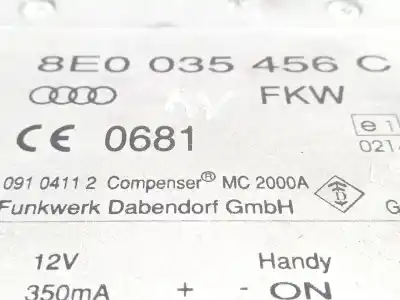 8E0 035 456 C
FKW
CE 0681
e 1
021
091 0411 2 Compenser® MC 2000A
Funkwerk Dabendorf GmbH G
12V Handy
350mA + - ON